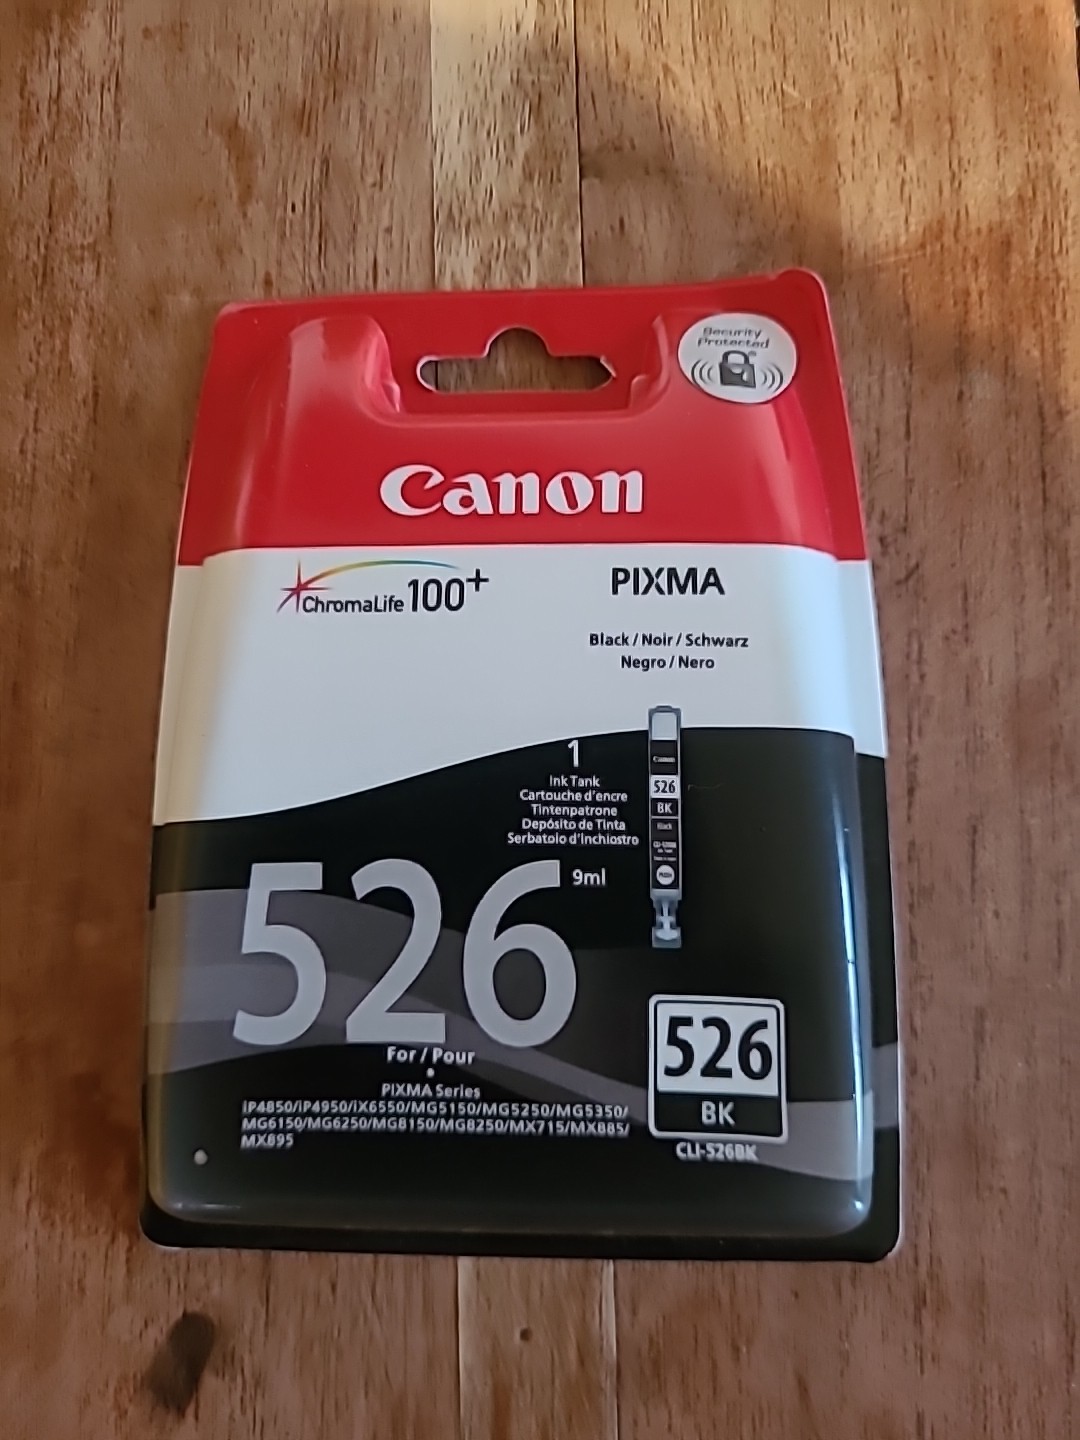 Security
Protected
Canon
ChromaLife 100+
PIXMA
Black / Noir / Schwarz
Negro / Nero
1
Ink Tank
Cartouche d'encre
Tintenpatrone
Depósito de Tinta
Serbatoio d'Inchiostro
Canon
526
BK
Black
526
9ml
For / Pour
PIXMA Series
iP4850/iP4950/iX6550/MG5150/MG5250/MG5350/
MG6150/MG6250/MG8150/MG8250/MX715/MX885/
MX895
526
BK
CLI-526BK